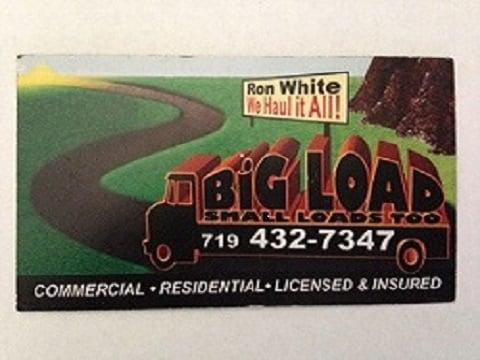 Ron White
We Haul it All!
BiG LOAD
SMALL LOADS TOO
719 432-7347
COMMERCIAL • RESIDENTIAL • LICENSED & INSURED